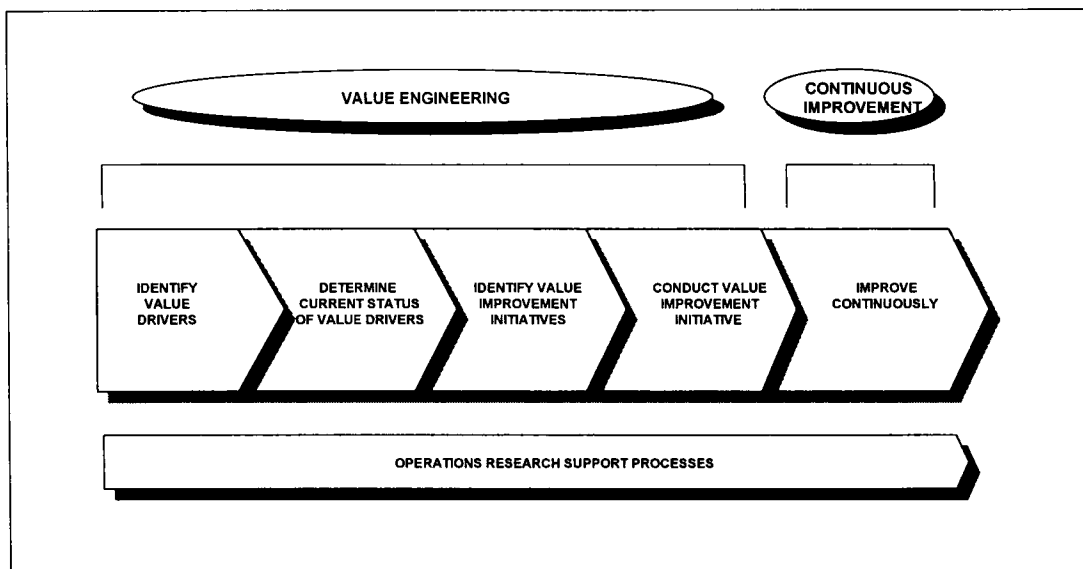 VALUE ENGINEERING
CONTINUOUS
IMPROVEMENT
IDENTIFY
VALUE
DRIVERS
DETERMINE
CURRENT STATUS
OF VALUE DRIVERS
IDENTIFY VALUE
IMPROVEMENT
INITIATIVES
CONDUCT VALUE
IMPROVEMENT
INITIATIVE
IMPROVE
CONTINUOUSLY
OPERATIONS RESEARCH SUPPORT PROCESSES